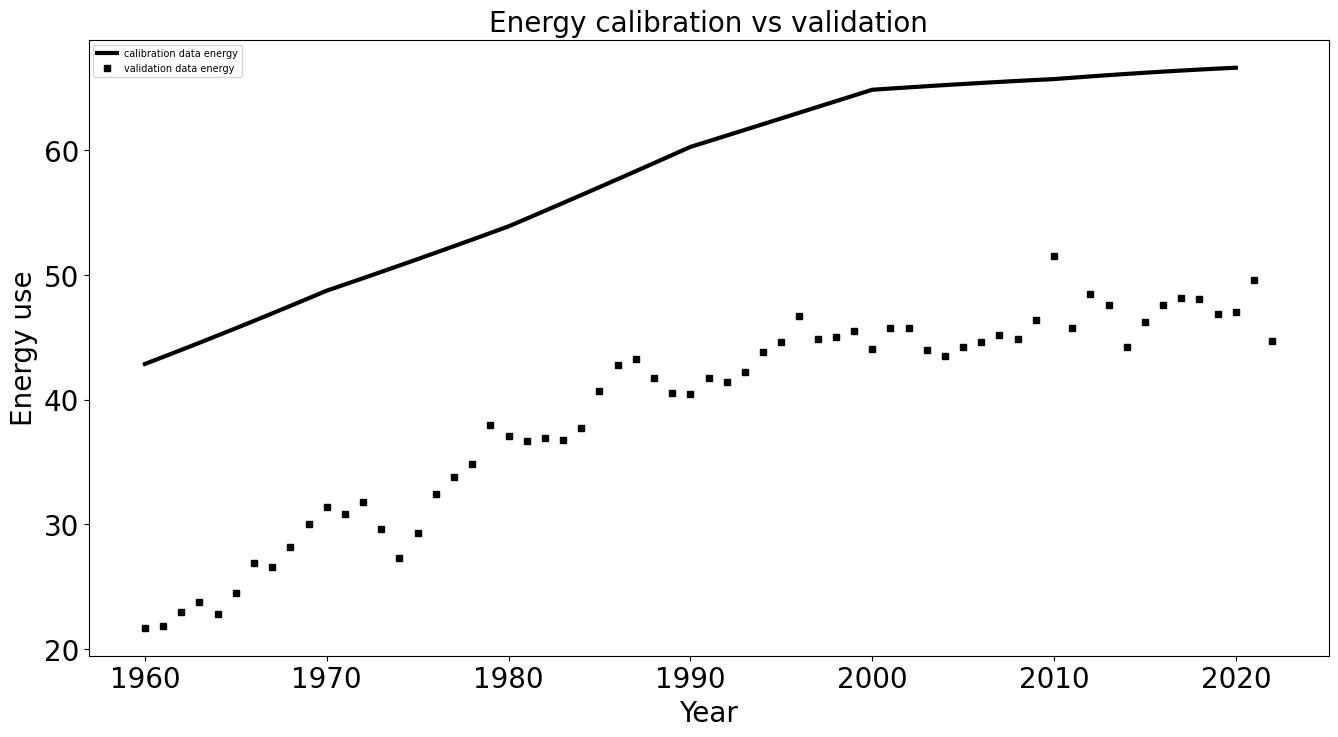 Energy calibration vs validation
calibration data energy
validation data energy
60
50
40
30
20
Energy use
1960 1970 1980 1990 2000 2010 2020
Year